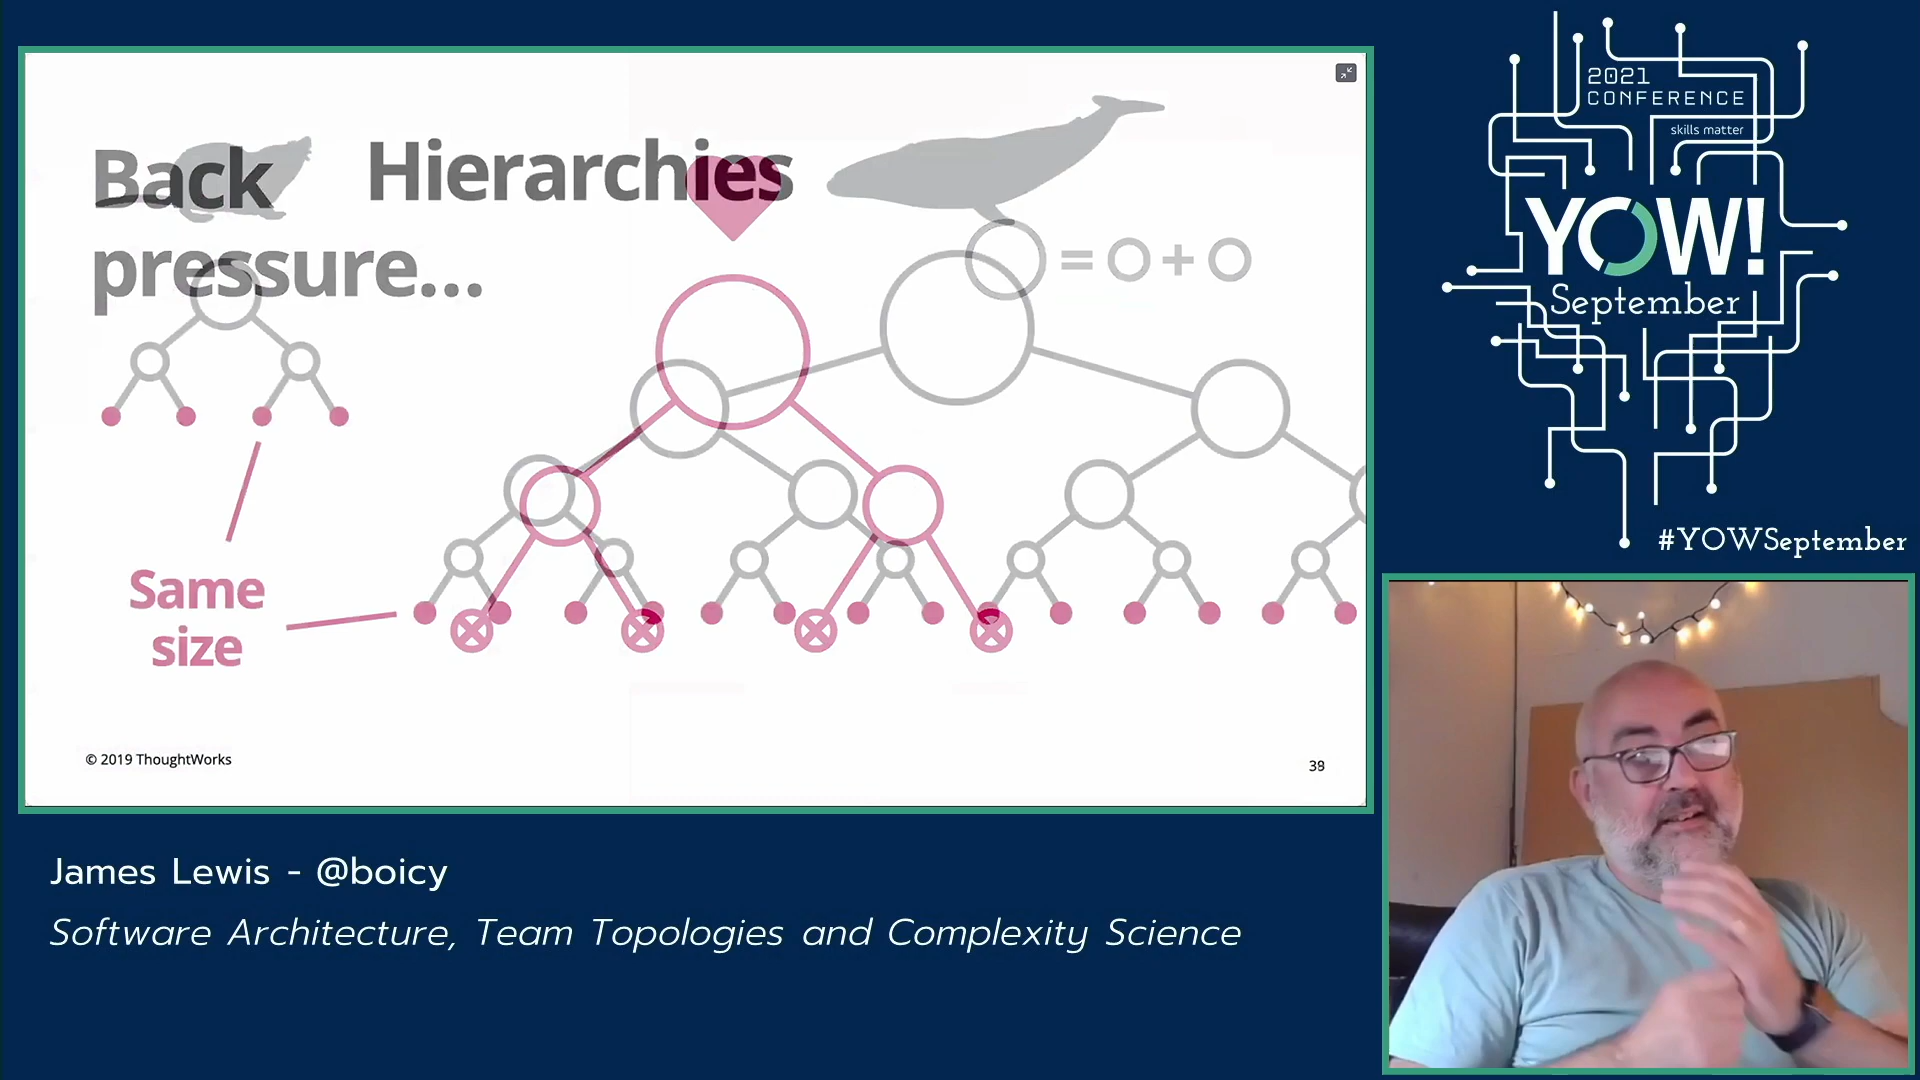 Back
pressure...
Hierarchies
= +
Same
size
© 2019 ThoughtWorks
2021
CONFERENCE
skills matter
YOW!
September
#YOWSeptember
James Lewis - @boicy
Software Architecture, Team Topologies and Complexity Science